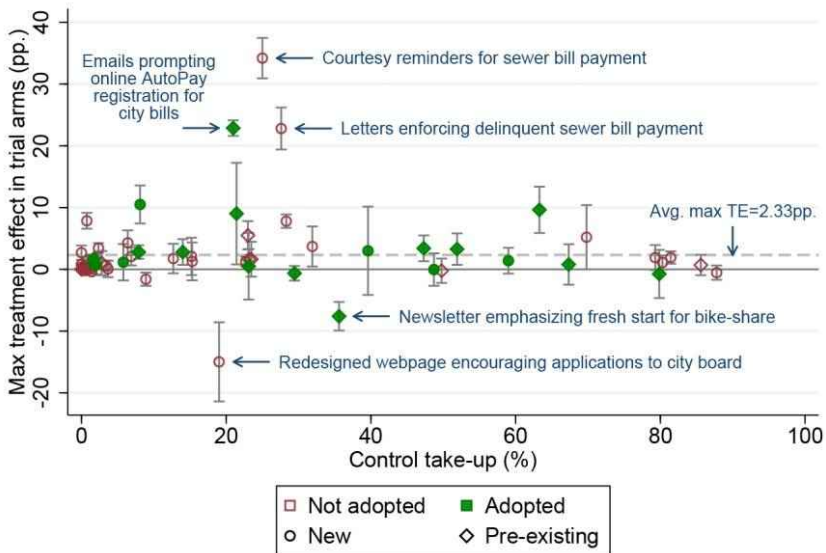 Max treatment effect in trial arms (pp.)
40
30
20
10
0
-10
-20
Emails prompting
online AutoPay
registration for
city bills
Courtesy reminders for sewer bill payment
Letters enforcing delinquent sewer bill payment
Avg. max TE=2.33pp.
Newsletter emphasizing fresh start for bike-share
Redesigned webpage encouraging applications to city board
0 20 40 60 80 100
Control take-up (%)
Not adopted Adopted
New Pre-existing